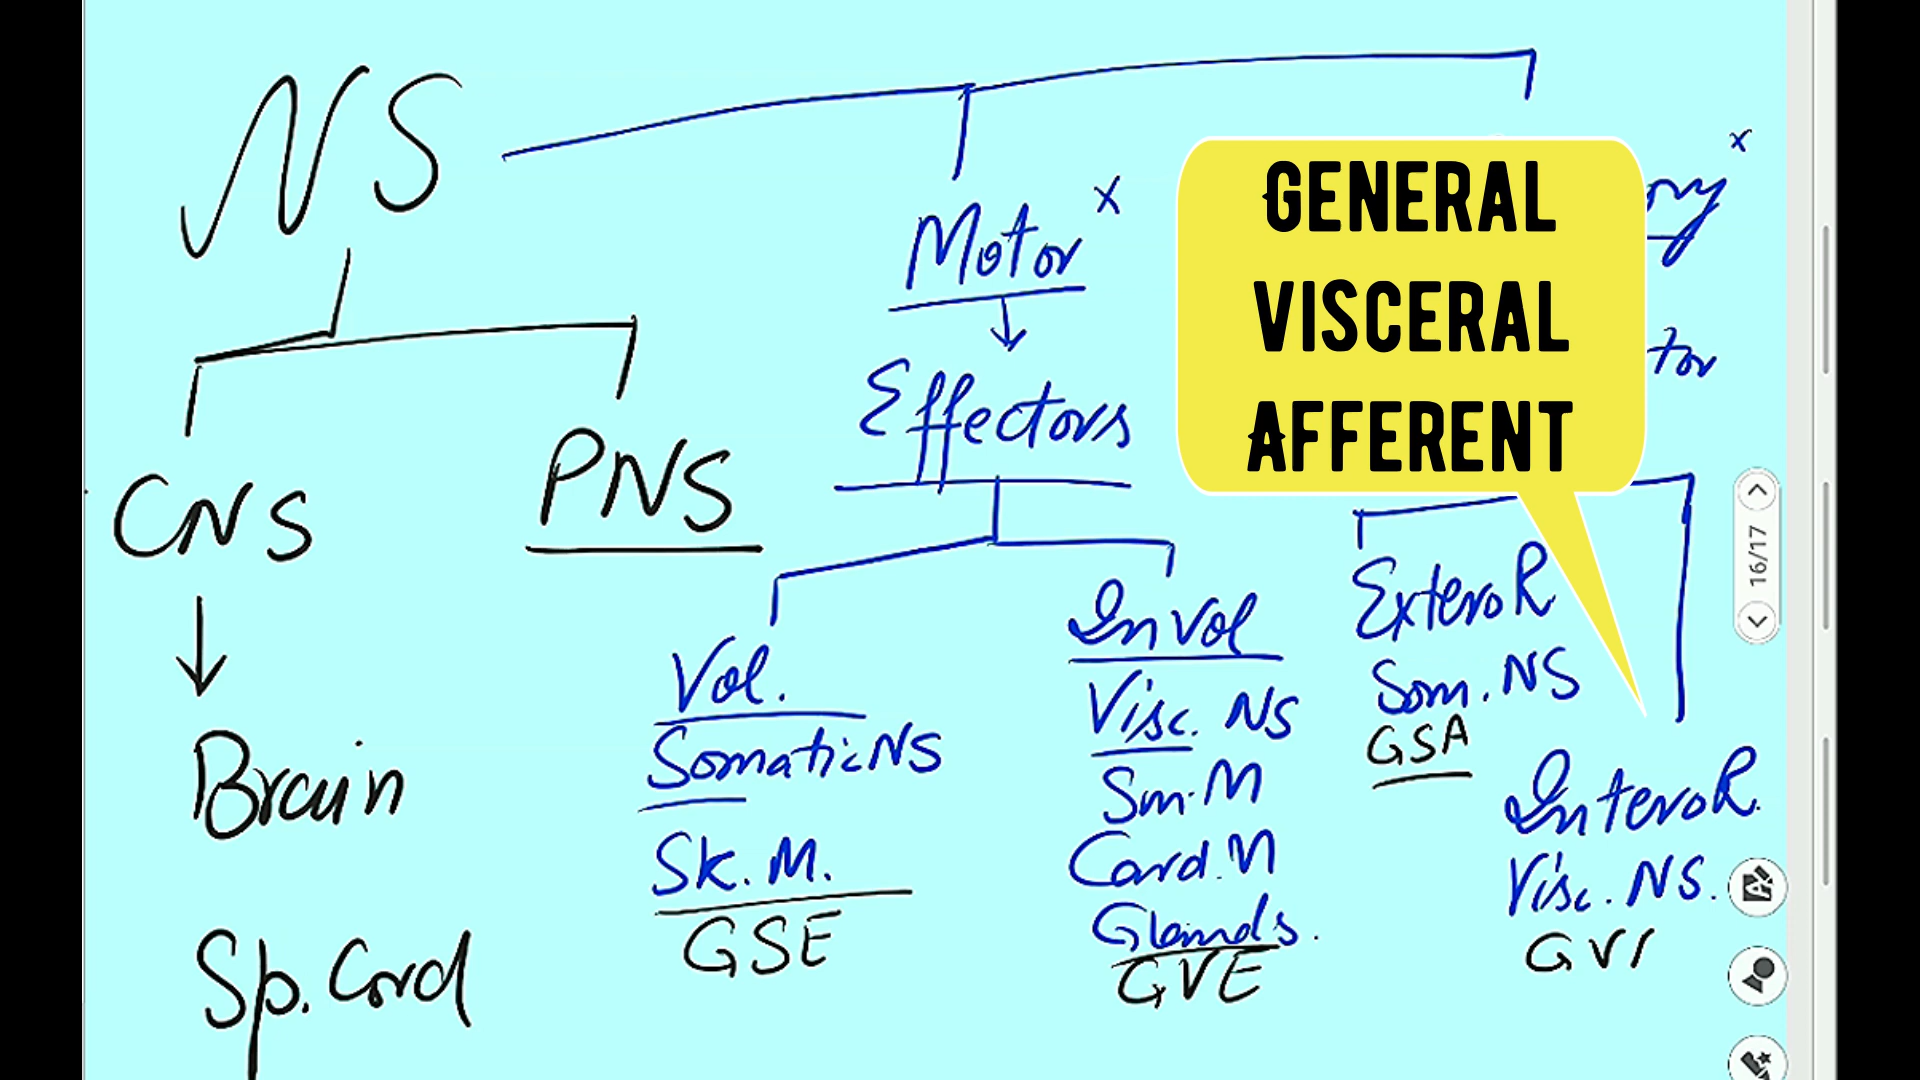 NS
Motor x
x
GENERAL
VISCERAL
AFFERENT
Effectors
CNS
PNS
Brain
Sp. Cord
Vol.
Somatic NS
Sk. M.
GSE
InVol
Visc. NS
Sm. M
Card. M
Glands.
GVE
ExteroR
Som. NS
GSA
InteroR.
Visc. NS.
GV
16/17